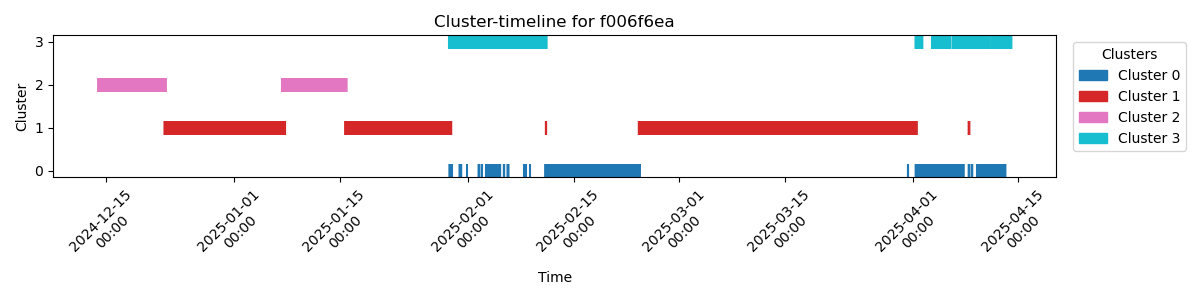 Cluster-timeline for f006f6ea
3
2
1
0
Cluster
2024-12-15
00:00
2025-01-01
00:00
2025-01-15
00:00
2025-02-01
00:00
2025-02-15
00:00
2025-03-01
00:00
2025-03-15
00:00
2025-04-01
00:00
2025-04-15
00:00
Time
Clusters
Cluster 0
Cluster 1
Cluster 2
Cluster 3